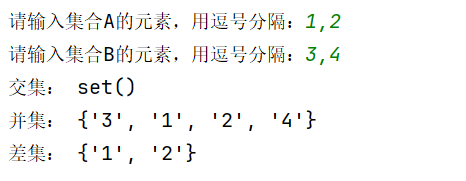 请输入集合A的元素，用逗号分隔：1,2
请输入集合B的元素，用逗号分隔：3,4
交集： set()
并集： {'3', '1', '2', '4'}
差集： {'1', '2'}